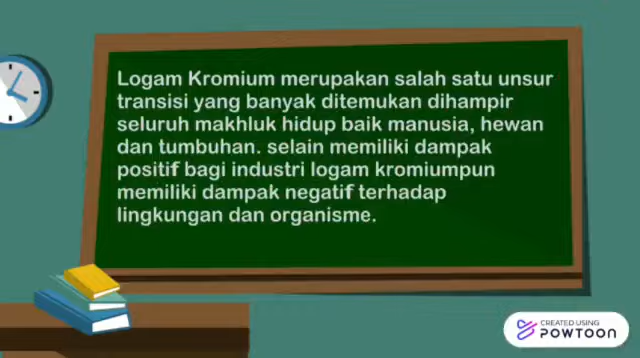 Logam Kromium merupakan salah satu unsur
transisi yang banyak ditemukan dihampir
seluruh makhluk hidup baik manusia, hewan
dan tumbuhan. selain memiliki dampak
positif bagi industri logam kromiumpun
memiliki dampak negatif terhadap
lingkungan dan organisme.
CREATED USING
POWTOON